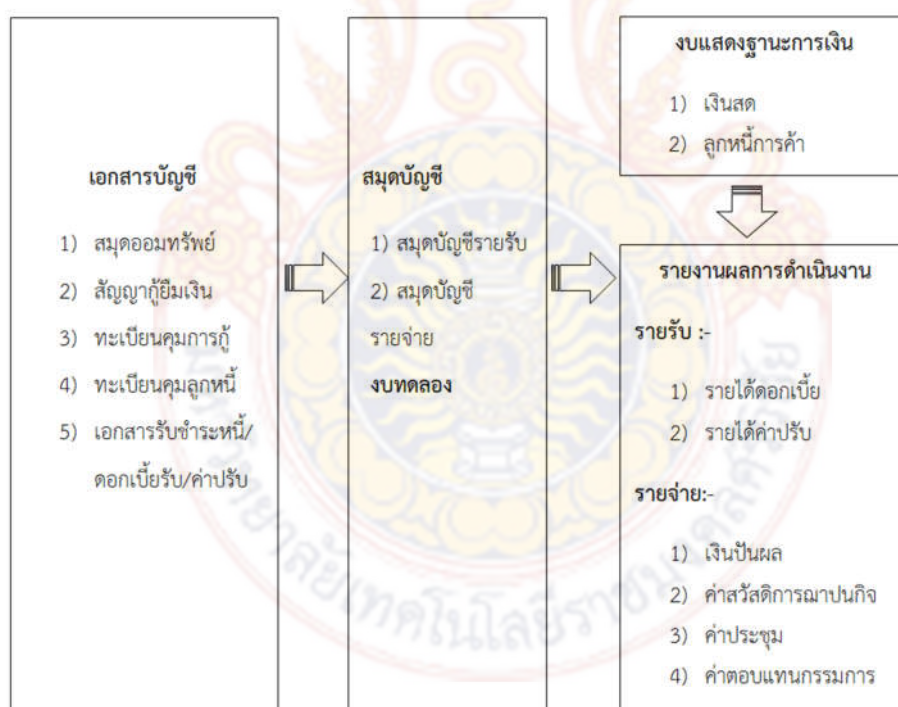 เอกสารบัญชี
1) สมุดออมทรัพย์
2) สัญญากู้ยืมเงิน
3) ทะเบียนคุมการกู้
4) ทะเบียนคุมลูกหนี้
5) เอกสารรับชำระหนี้/
ดอกเบี้ยรับ/ค่าปรับ
สมุดบัญชี
1) สมุดบัญชีรายรับ
2) สมุดบัญชี
รายจ่าย
งบทดลอง
งบแสดงฐานะการเงิน
1) เงินสด
2) ลูกหนี้การค้า
รายงานผลการดำเนินงาน
รายรับ :-
1) รายได้ดอกเบี้ย
2) รายได้ค่าปรับ
รายจ่าย:-
1) เงินปันผล
2) ค่าสวัสดิการฌาปนกิจ
3) ค่าประชุม
4) ค่าตอบแทนกรรมการ